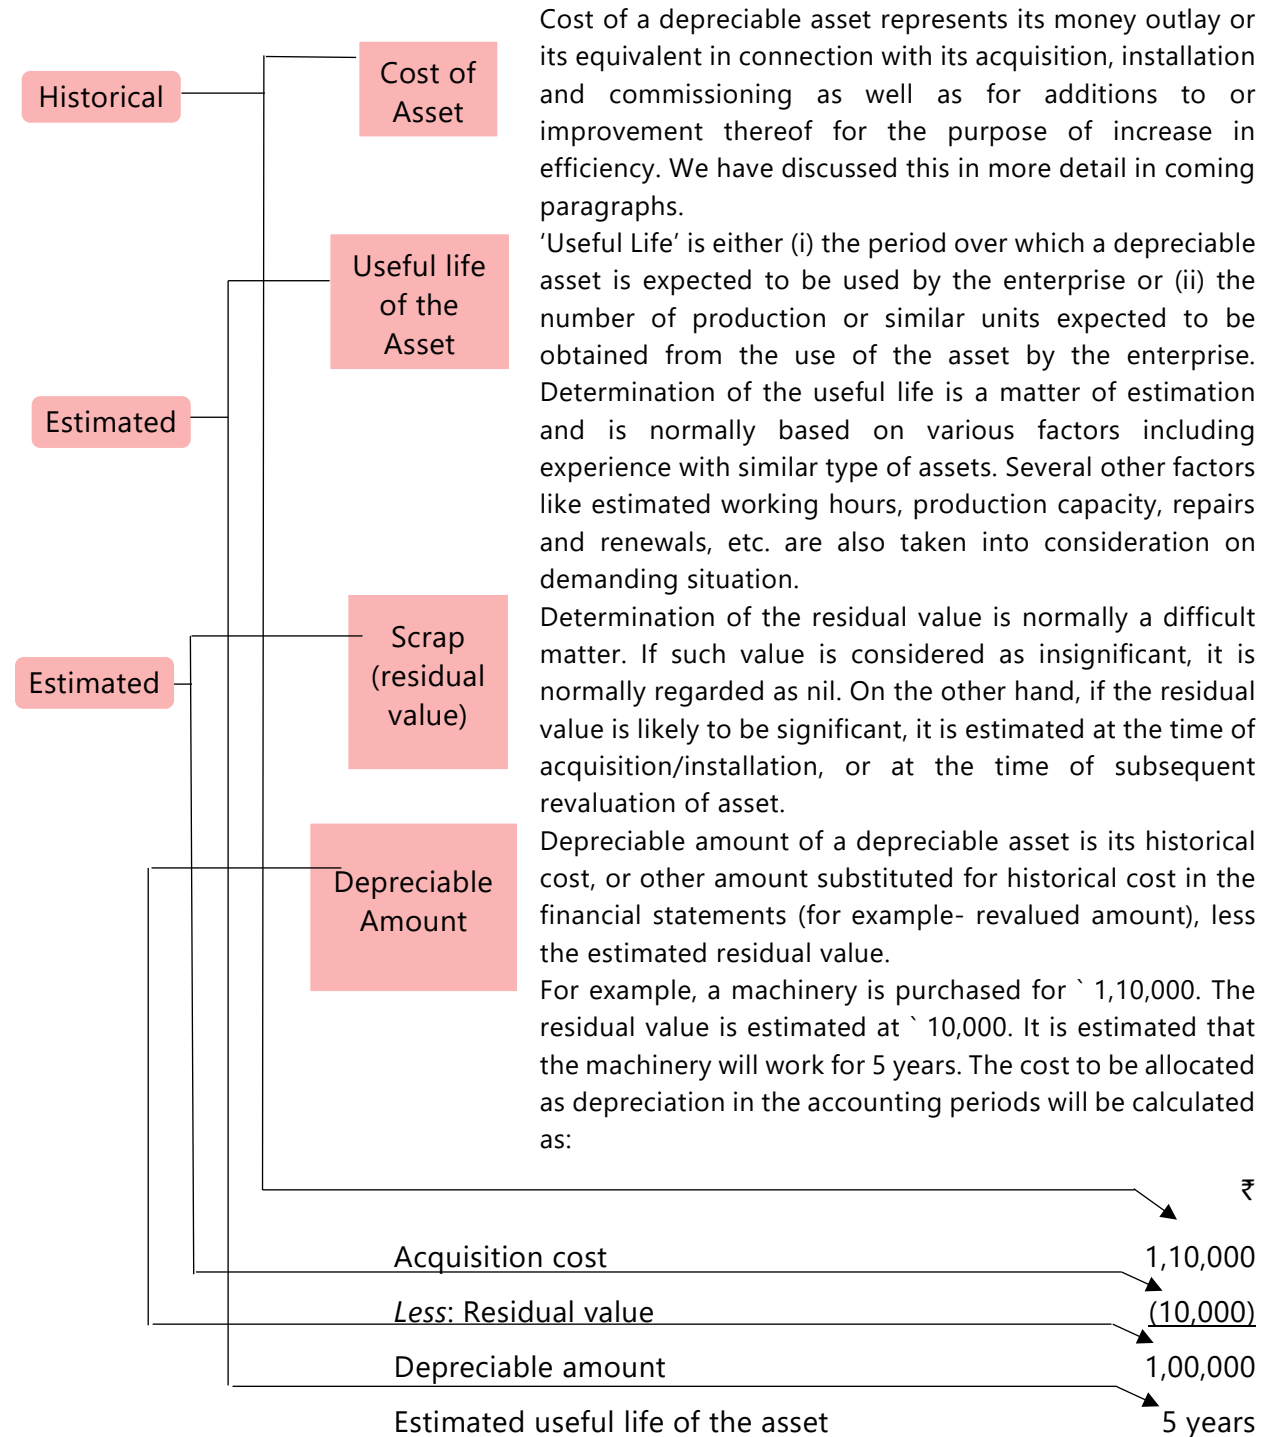 Cost of a depreciable asset represents its money outlay or
its equivalent in connection with its acquisition, installation
and commissioning as well as for additions to or
improvement thereof for the purpose of increase in
efficiency. We have discussed this in more detail in coming
paragraphs.
Historical
Cost of
Asset
‘Useful Life’ is either (i) the period over which a depreciable
asset is expected to be used by the enterprise or (ii) the
number of production or similar units expected to be
obtained from the use of the asset by the enterprise.
Determination of the useful life is a matter of estimation
and is normally based on various factors including
experience with similar type of assets. Several other factors
like estimated working hours, production capacity, repairs
and renewals, etc. are also taken into consideration on
demanding situation.
Useful life
of the
Asset
Estimated
Determination of the residual value is normally a difficult
matter. If such value is considered as insignificant, it is
normally regarded as nil. On the other hand, if the residual
value is likely to be significant, it is estimated at the time of
acquisition/installation, or at the time of subsequent
revaluation of asset.
Scrap
(residual
value)
Estimated
Depreciable amount of a depreciable asset is its historical
cost, or other amount substituted for historical cost in the
financial statements (for example- revalued amount), less
the estimated residual value.
Depreciable
Amount
For example, a machinery is purchased for ` 1,10,000. The
residual value is estimated at ` 10,000. It is estimated that
the machinery will work for 5 years. The cost to be allocated
as depreciation in the accounting periods will be calculated
as:
₹
Acquisition cost 1,10,000
Less: Residual value (10,000)
Depreciable amount 1,00,000
Estimated useful life of the asset 5 years